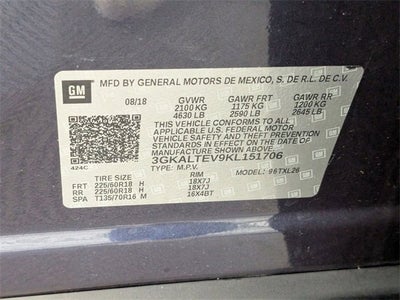 GM MFD BY GENERAL MOTORS DE MEXICO, S. DE R.L. DE C.V.
08/18 GVWR GAWR FRT GAWR RR
2100 KG 1175 KG 1200 KG
4630 LB 2590 LB 2645 LB
THIS VEHICLE CONFORMS TO ALL
APPLICABLE U.S. FEDERAL MOTOR
VEHICLE SAFETY AND THEFT PREVENTION
STANDARDS IN EFFECT ON THE DATE OF
MANUFACTURE SHOWN ABOVE.
3GKALTEV9KL151706
424C TYPE: M.P.V. MODEL:
TIRE SIZE RIM
FRT 225/60R18 H 18X7J
RR 225/60R18 H 18X7J
SPA T135/70R16 M 16X4BT